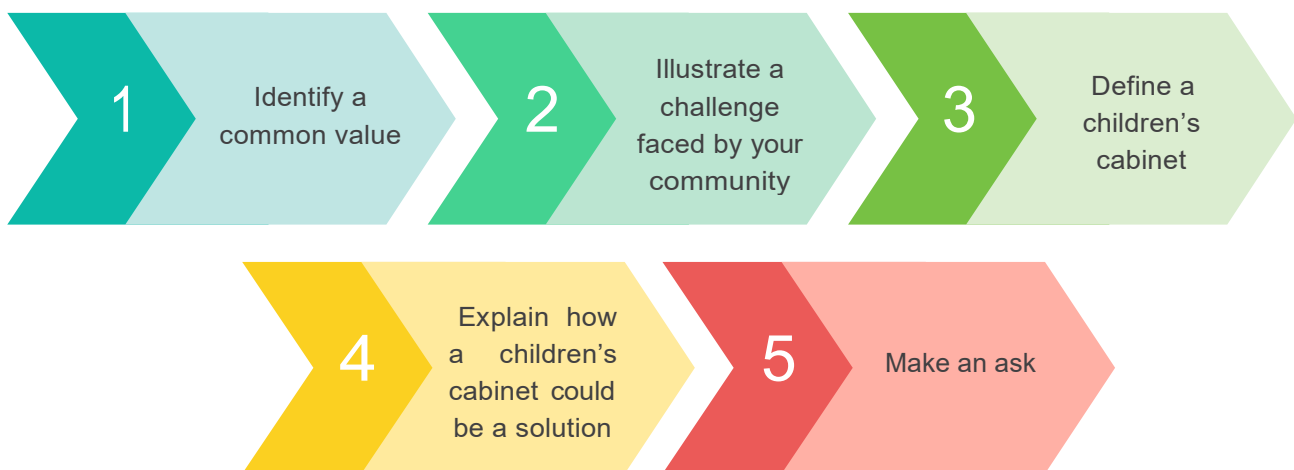 1
Identify a
common value
2
Illustrate a
challenge
faced by your
community
3
Define a
children's
cabinet
4
Explain how
a children's
cabinet could
be a solution
5
Make an ask